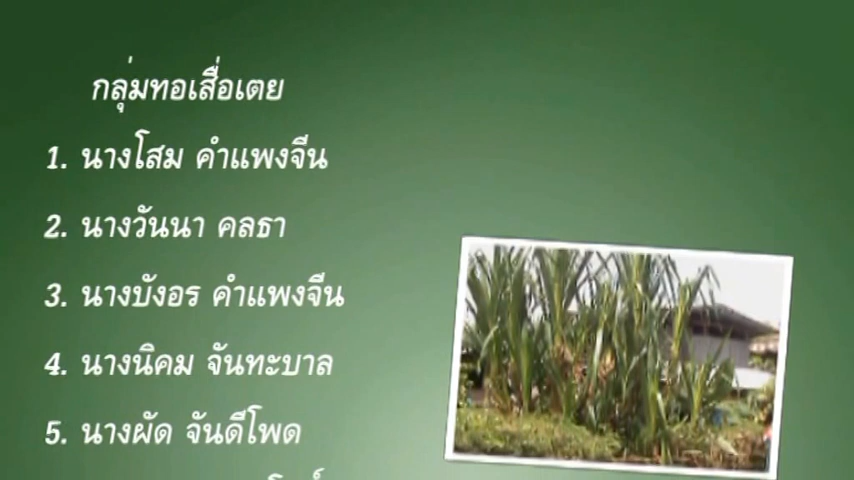 กลุ่มทอเสื่อเตย
1. นางโสม คำแพงจีน
2. นางวันนา คลธา
3. นางบังอร คำแพงจีน
4. นางนิคม จันทะบาล
5. นางผัด จันดีโพด